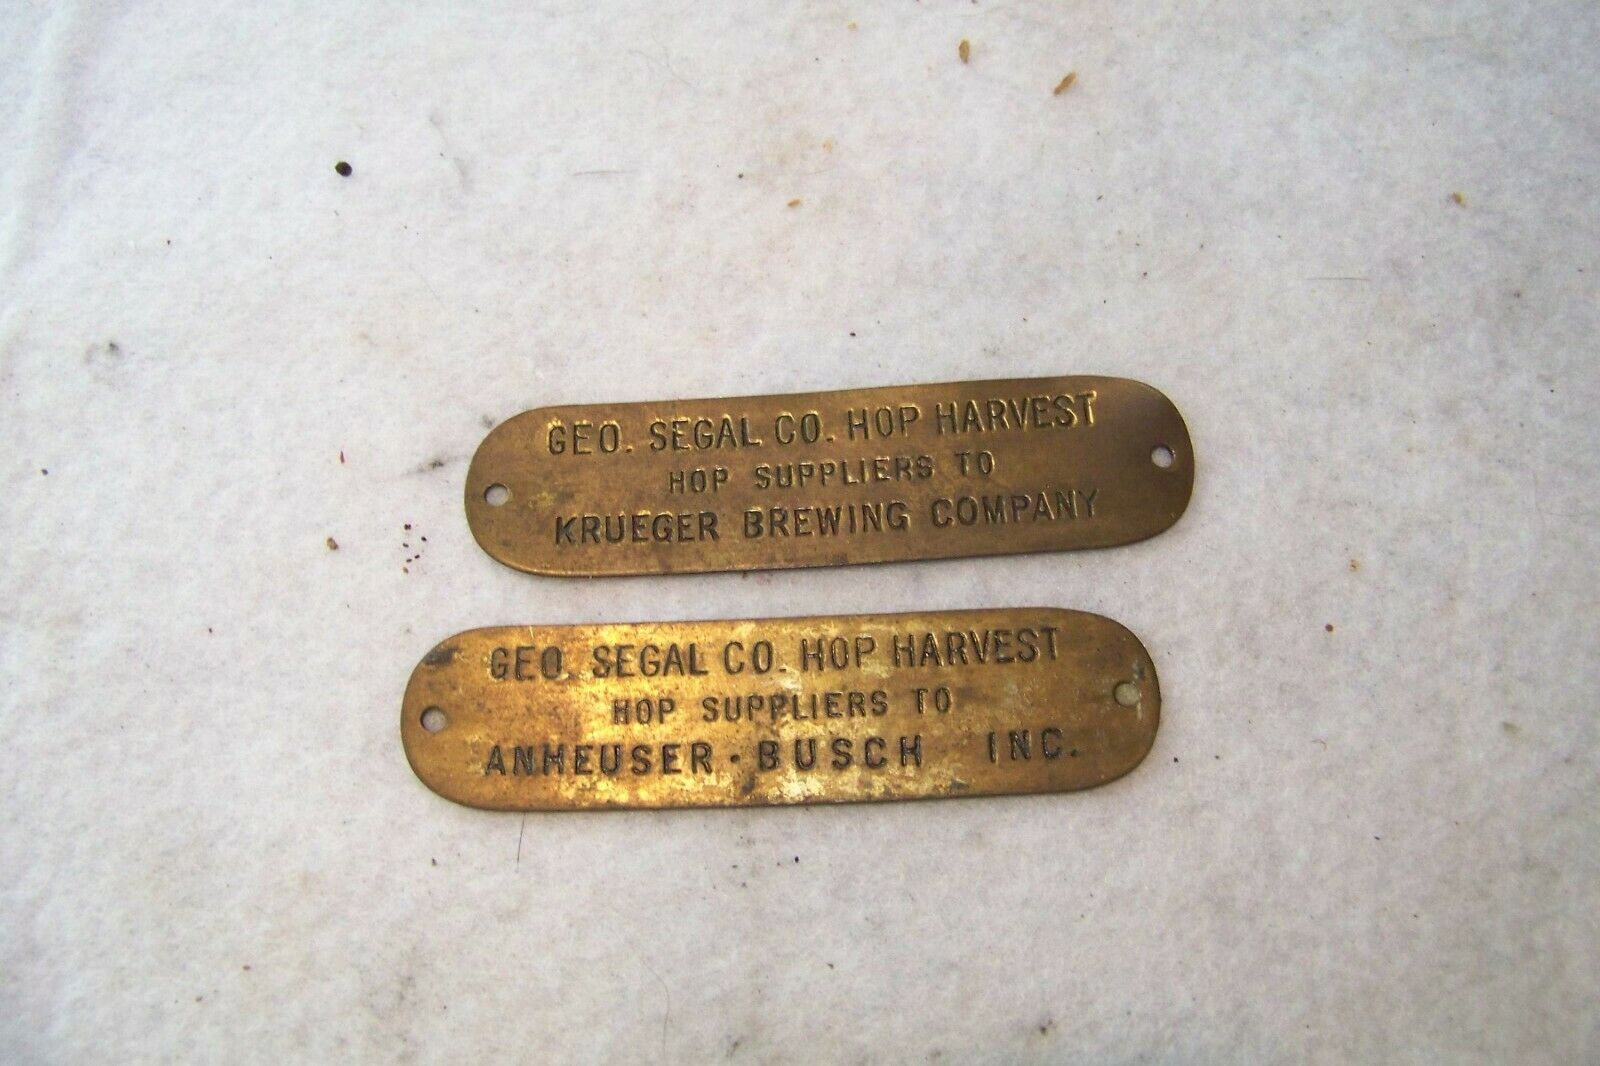 GEO. SEGAL CO. HOP HARVEST
HOP SUPPLIERS TO
KRUEGER BREWING COMPANY
GEO. SEGAL CO. HOP HARVEST
HOP SUPPLIERS TO
ANHEUSER-BUSCH INC.